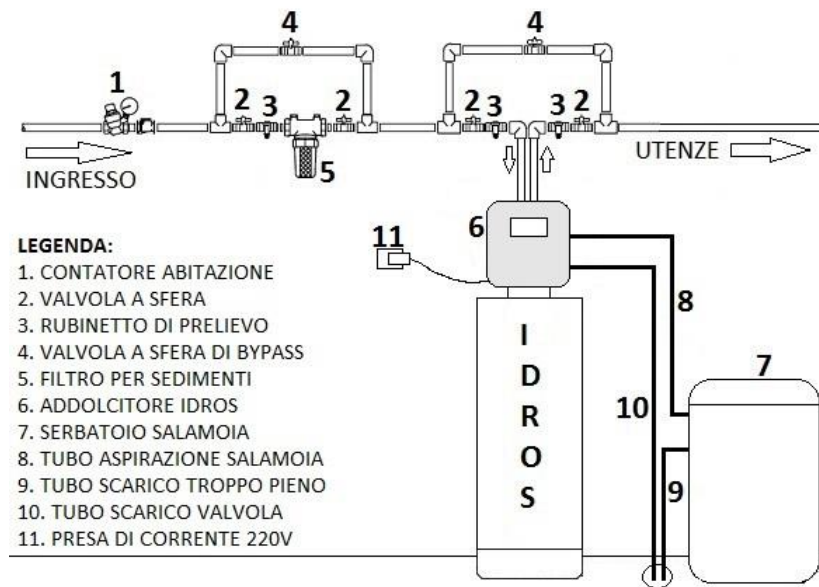 4
4
1
2
3
2
2
3
3
2
INGRESSO
5
UTENZE
LEGENDA:
1. CONTATORE ABITAZIONE
2. VALVOLA A SFERA
3. RUBINETTO DI PRELIEVO
4. VALVOLA A SFERA DI BYPASS
5. FILTRO PER SEDIMENTI
6. ADDOLCITORE IDROS
7. SERBATOIO SALAMOIA
8. TUBO ASPIRAZIONE SALAMOIA
9. TUBO SCARICO TROPPO PIENO
10. TUBO SCARICO VALVOLA
11. PRESA DI CORRENTE 220V
6
11
IDROS
8
7
10
9